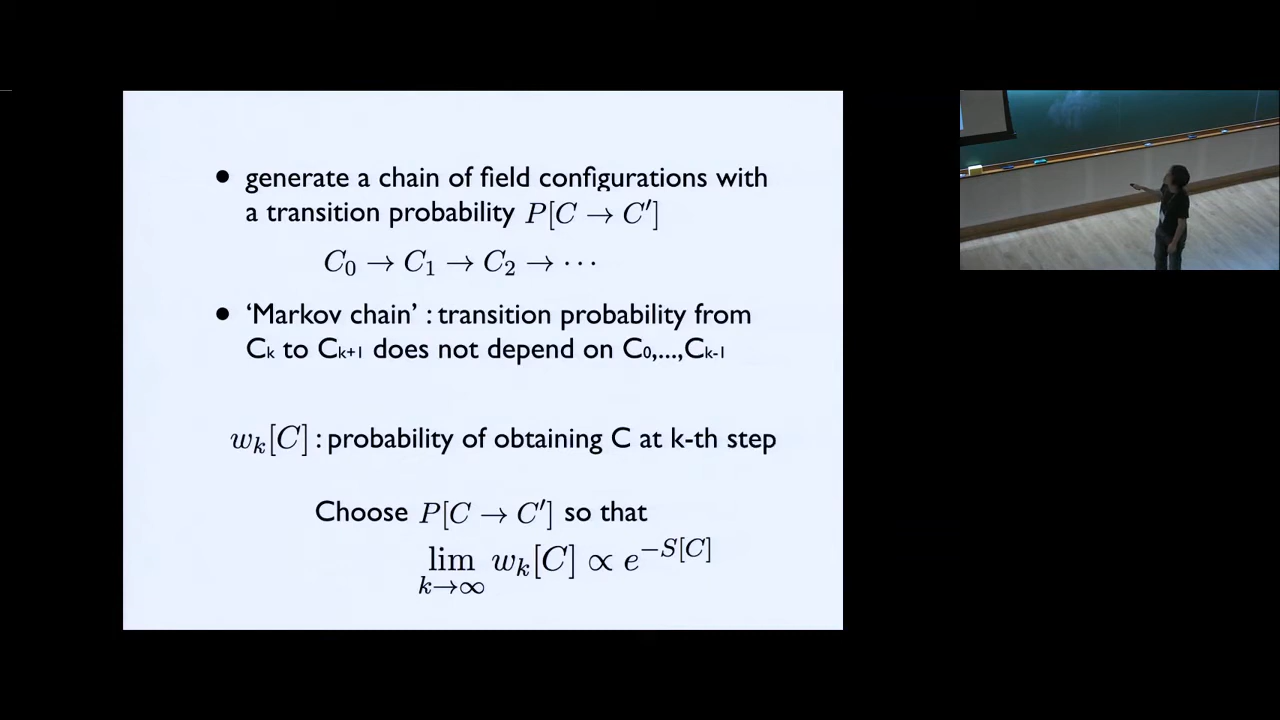 • generate a chain of field configurations with
a transition probability P[C → C′]
C₀ → C₁ → C₂ → ⋯
• ‘Markov chain’ : transition probability from
Cₖ to Cₖ₊₁ does not depend on C₀,...,Cₖ₋₁
wₖ[C] : probability of obtaining C at k-th step
Choose P[C → C′] so that
lim wₖ[C] ∝ e^{-S[C]}
k→∞